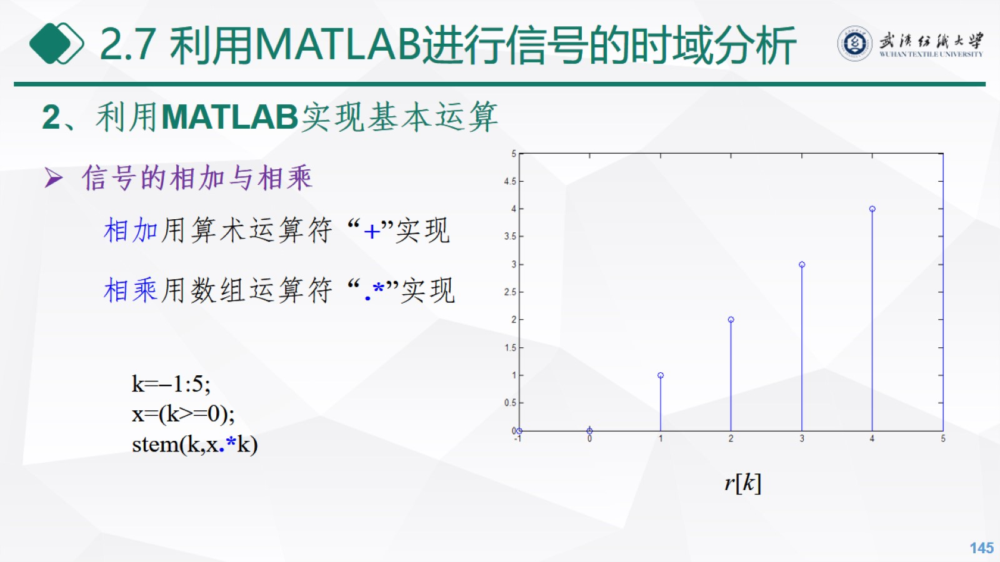 2.7 利用MATLAB进行信号的时域分析
武汉纺织大学
WUHAN TEXTILE UNIVERSITY
2、利用MATLAB实现基本运算
信号的相加与相乘
相加用算术运算符“+”实现
相乘用数组运算符“.*”实现
k=−1:5;
x=(k>=0);
stem(k,x.*k)
5
4.5
4
3.5
3
2.5
2
1.5
1
0.5
0
-1 0 1 2 3 4 5
r[k]
145